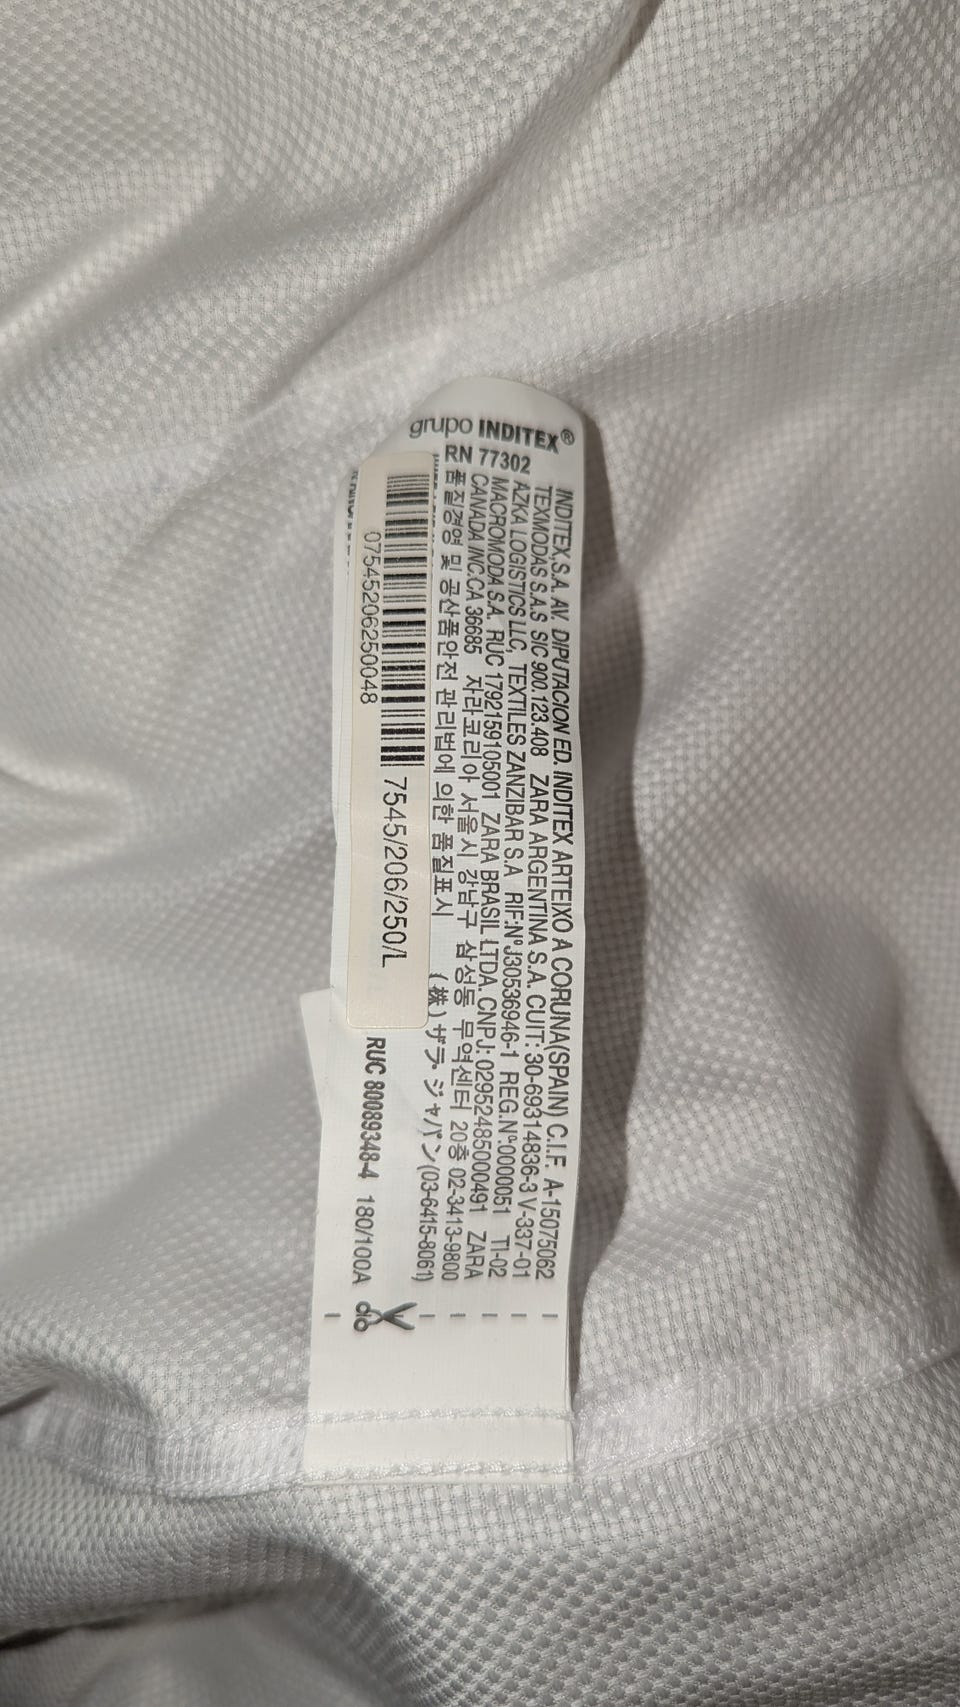 grupo INDITEX®
RN 77302
INDITEX,S.A. AV. DIPUTACION ED. INDITEX ARTEIXO A CORUNA(SPAIN) C.I.F. A-15075062
TEXMODAS S.A.S SIC 900.123.408 ZARA ARGENTINA S.A. CUIT: 30-69314836-3 V-337-01
AZKA LOGISTICS LLC, TEXTILES ZANZIBAR S.A RIF:Nº J30536946-1 REG.Nº0000051 TI-02
MACROMODA S.A. RUC 1792159105001 ZARA BRASIL LTDA. CNPJ: 02952485000491 ZARA
CANADA INC.CA 36685 자라코리아 서울시 강남구 삼성동 무역센터 20층 02-3413-9800
품질경영 및 공산품안전 관리법에 의한 품질표시 (株) ザラ ジャパン(03-6415-8061)
7545/206/250/L
07545206250048
RUC 80089348-4 180/100A